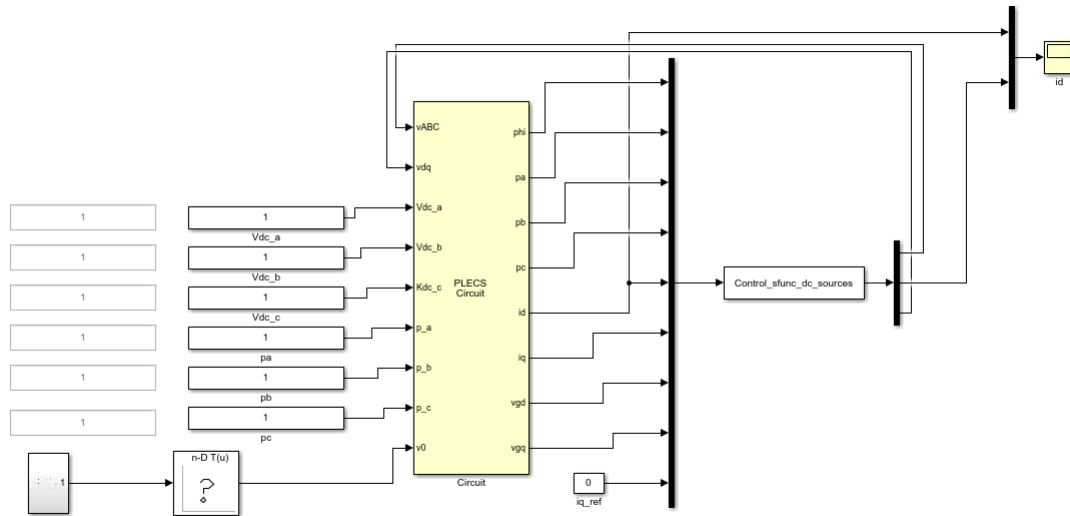 id
vABC
phi
vdq
pa
Vdc_a
1
1
Vdc_a
pb
Vdc_b
1
1
Vdc_b
pc
PLECS
Circuit
Control_sfunc_dc_sources
Kdc_c
1
1
Vdc_c
id
p_a
1
1
pa
iq
p_b
1
1
pb
vgd
p_c
1
1
pc
vgq
v0
n-D T(u)
?
1
Circuit
0
iq_ref